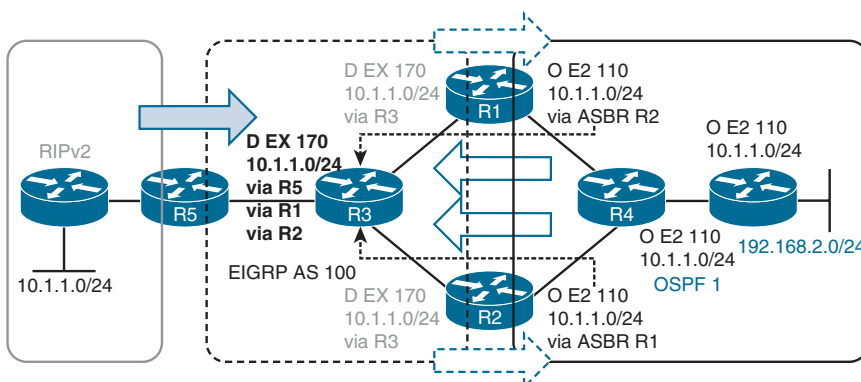 RIPv2
10.1.1.0/24
R5
D EX 170
10.1.1.0/24
via R5
via R1
via R2
EIGRP AS 100
R3
D EX 170
10.1.1.0/24
via R3
R1
O E2 110
10.1.1.0/24
via ASBR R2
D EX 170
10.1.1.0/24
via R3
R2
O E2 110
10.1.1.0/24
via ASBR R1
R4
O E2 110
10.1.1.0/24
O E2 110
10.1.1.0/24
OSPF 1
192.168.2.0/24